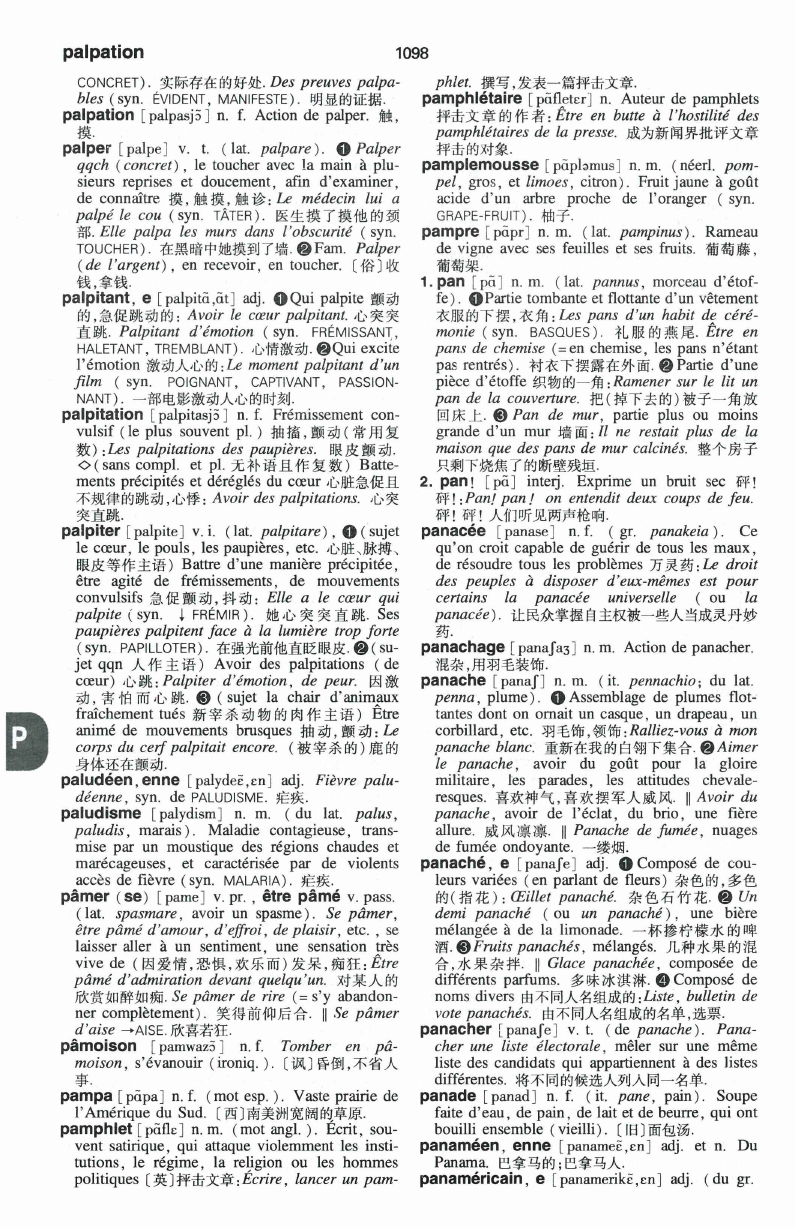 palpation
1098
CONCRET). 实际存在的好处. Des preuves palpa-
bles (syn. ÉVIDENT, MANIFESTE). 明显的证据.
palpation [palpasjɔ̃] n. f. Action de palper. 触,
摸.
palper [palpe] v. t. (lat. palpare). ❶ Palper
qqch (concret), le toucher avec la main à plu-
sieurs reprises et doucement, afin d'examiner,
de connaître 摸,触摸,触诊: Le médecin lui a
palpé le cou (syn. TÂTER). 医生摸了摸他的颈
部. Elle palpa les murs dans l'obscurité (syn.
TOUCHER). 在黑暗中她摸到了墙. ❷ Fam. Palper
(de l'argent), en recevoir, en toucher. 〔俗〕收
钱,拿钱.
palpitant, e [palpitɑ̃,ɑ̃t] adj. ❶ Qui palpite 颤动
的,急促跳动的: Avoir le cœur palpitant. 心突突
直跳. Palpitant d'émotion (syn. FRÉMISSANT,
HALETANT, TREMBLANT). 心情激动. ❷ Qui excite
l'émotion 激动人心的: Le moment palpitant d'un
film (syn. POIGNANT, CAPTIVANT, PASSION-
NANT). 一部电影激动人心的时刻.
palpitation [palpitasjɔ̃] n. f. Frémissement con-
vulsif (le plus souvent pl.) 抽搐,颤动(常用复
数): Les palpitations des paupières. 眼皮颤动.
◇ (sans compl. et pl. 无补语且作复数) Batte-
ments précipités et déréglés du cœur 心脏急促且
不规律的跳动,心悸: Avoir des palpitations. 心突
突直跳.
palpiter [palpite] v. i. (lat. palpitare), ❶ (sujet
le cœur, le pouls, les paupières, etc. 心脏、脉搏、
眼皮等作主语) Battre d'une manière précipitée,
être agité de frémissements, de mouvements
convulsifs 急促颤动,抖动: Elle a le cœur qui
palpite (syn. ↓ FRÉMIR). 她心突突直跳. Ses
paupières palpitent face à la lumière trop forte
(syn. PAPILLOTER). 在强光前他直眨眼皮. ❷ (su-
jet qqn 人作主语) Avoir des palpitations (de
cœur) 心跳: Palpiter d'émotion, de peur. 因激
动,害怕而心跳. ❸ (sujet la chair d'animaux
fraîchement tués 新宰杀动物的肉作主语) Être
animé de mouvements brusques 抽动,颤动: Le
corps du cerf palpitait encore. (被宰杀的)鹿的
身体还在颤动.
paludéen, enne [palydeɛ̃,ɛn] adj. Fièvre palu-
déenne, syn. de PALUDISME. 疟疾.
paludisme [palydism] n. m. (du lat. palus,
paludis, marais). Maladie contagieuse, trans-
mise par un moustique des régions chaudes et
marécageuses, et caractérisée par de violents
accès de fièvre (syn. MALARIA). 疟疾.
pâmer (se) [pame] v. pr., être pâmé v. pass.
(lat. spasmare, avoir un spasme). Se pâmer,
être pâmé d'amour, d'effroi, de plaisir, etc., se
laisser aller à un sentiment, une sensation très
vive de (因爱情,恐惧,欢乐而)发呆,痴狂: Être
pâmé d'admiration devant quelqu'un. 对某人的
欣赏如醉如痴. Se pâmer de rire (= s'y abandon-
ner complètement). 笑得前仰后合. ‖ Se pâmer
d'aise →AISE. 欣喜若狂.
pâmoison [pamwazɔ̃] n. f. Tomber en pâ-
moison, s'évanouir (ironiq.). 〔讽〕昏倒,不省人
事.
pampa [pɑ̃pa] n. f. (mot esp.). Vaste prairie de
l'Amérique du Sud. 〔西〕南美洲宽阔的草原.
pamphlet [pɑ̃flɛ] n. m. (mot angl.). Écrit, sou-
vent satirique, qui attaque violemment les insti-
tutions, le régime, la religion ou les hommes
politiques 〔英〕抨击文章: Écrire, lancer un pam-
P
phlet. 撰写,发表一篇抨击文章.
pamphlétaire [pɑ̃fletɛr] n. Auteur de pamphlets
抨击文章的作者: Être en butte à l'hostilité des
pamphlétaires de la presse. 成为新闻界批评文章
抨击的对象.
pamplemousse [pɑ̃pləmus] n. m. (néerl. pom-
pel, gros, et limoes, citron). Fruit jaune à goût
acide d'un arbre proche de l'oranger (syn.
GRAPE-FRUIT). 柚子.
pampre [pɑ̃pr] n. m. (lat. pampinus). Rameau
de vigne avec ses feuilles et ses fruits. 葡萄藤,
葡萄架.
1. pan [pɑ̃] n. m. (lat. pannus, morceau d'étof-
fe). ❶ Partie tombante et flottante d'un vêtement
衣服的下摆,衣角: Les pans d'un habit de céré-
monie (syn. BASQUES). 礼服的燕尾. Être en
pans de chemise (= en chemise, les pans n'étant
pas rentrés). 衬衣下摆露在外面. ❷ Partie d'une
pièce d'étoffe 织物的一角: Ramener sur le lit un
pan de la couverture. 把(掉下去的)被子一角放
回床上. ❸ Pan de mur, partie plus ou moins
grande d'un mur 墙面: Il ne restait plus de la
maison que des pans de mur calcinés. 整个房子
只剩下烧焦了的断壁残垣.
2. pan! [pɑ̃] interj. Exprime un bruit sec 砰!
砰!: Pan! pan! on entendit deux coups de feu.
砰!砰!人们听见两声枪响.
panacée [panase] n. f. (gr. panakeia). Ce
qu'on croit capable de guérir de tous les maux,
de résoudre tous les problèmes 万灵药: Le droit
des peuples à disposer d'eux-mêmes est pour
certains la panacée universelle (ou la
panacée). 让民众掌握自主权被一些人当成灵丹妙
药.
panachage [panaʃaʒ] n. m. Action de panacher.
混杂,用羽毛装饰.
panache [panaʃ] n. m. (it. pennachio; du lat.
penna, plume). ❶ Assemblage de plumes flot-
tantes dont on ornait un casque, un drapeau, un
corbillard, etc. 羽毛饰,领饰: Ralliez-vous à mon
panache blanc. 重新在我的白翎下集合. ❷ Aimer
le panache, avoir du goût pour la gloire
militaire, les parades, les attitudes chevale-
resques. 喜欢神气,喜欢摆军人威风. ‖ Avoir du
panache, avoir de l'éclat, du brio, une fière
allure. 威风凛凛. ‖ Panache de fumée, nuages
de fumée ondoyante. 一缕烟.
panaché, e [panaʃe] adj. ❶ Composé de cou-
leurs variées (en parlant de fleurs) 杂色的,多色
的(指花): Œillet panaché. 杂色石竹花. ❷ Un
demi panaché (ou un panaché), une bière
mélangée à de la limonade. 一杯掺柠檬水的啤
酒. ❸ Fruits panachés, mélangés. 几种水果的混
合,水果杂拌. ‖ Glace panachée, composée de
différents parfums. 多味冰淇淋. ❹ Composé de
noms divers 由不同人名组成的: Liste, bulletin de
vote panachés. 由不同人名组成的名单,选票.
panacher [panaʃe] v. t. (de panache). Pana-
cher une liste électorale, mêler sur une même
liste des candidats qui appartiennent à des listes
différentes. 将不同的候选人列入同一名单.
panade [panad] n. f. (it. pane, pain). Soupe
faite d'eau, de pain, de lait et de beurre, qui ont
bouilli ensemble (vieilli). 〔旧〕面包汤.
panaméen, enne [panameɛ̃,ɛn] adj. et n. Du
Panama. 巴拿马的;巴拿马人.
panaméricain, e [panamerikɛ̃,ɛn] adj. (du gr.